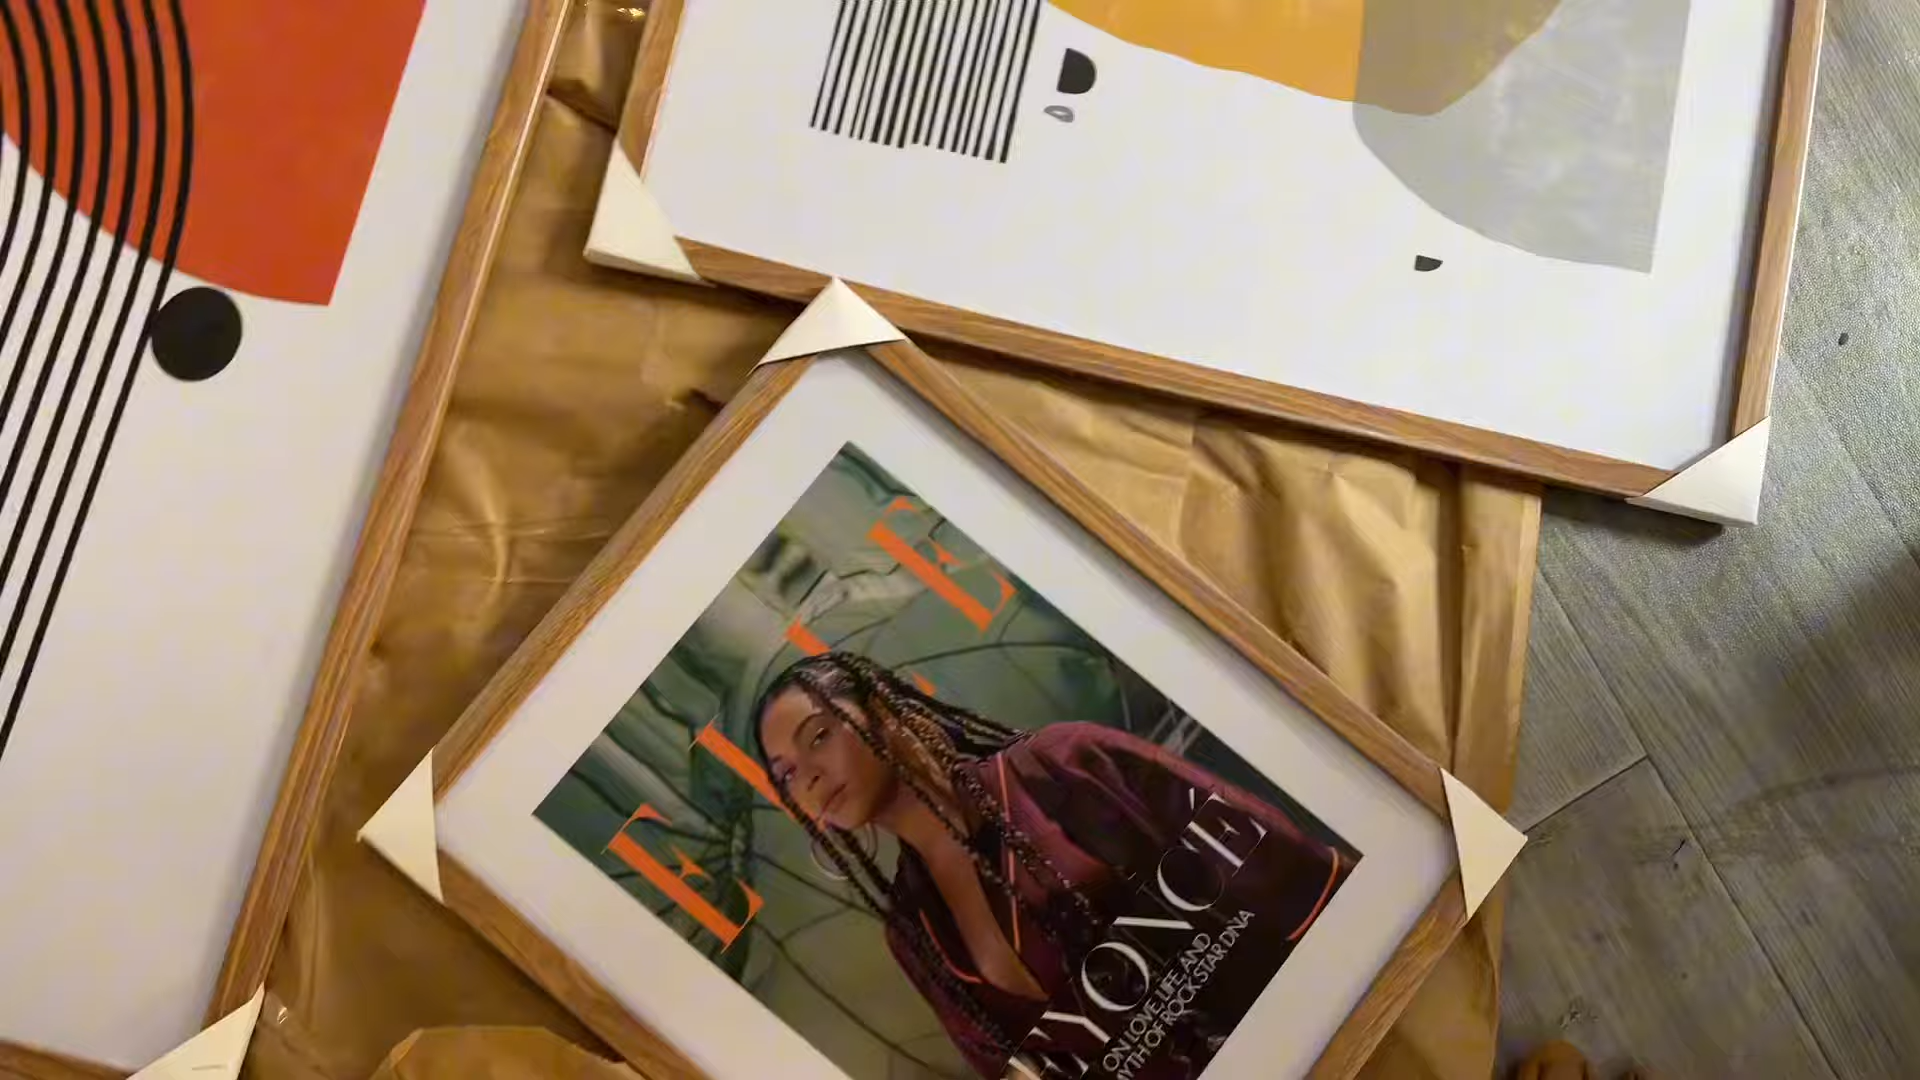 ELLE
BEYONCÉ
ON LOVE, LIFE, AND
MYTH OF ROCK STAR DNA